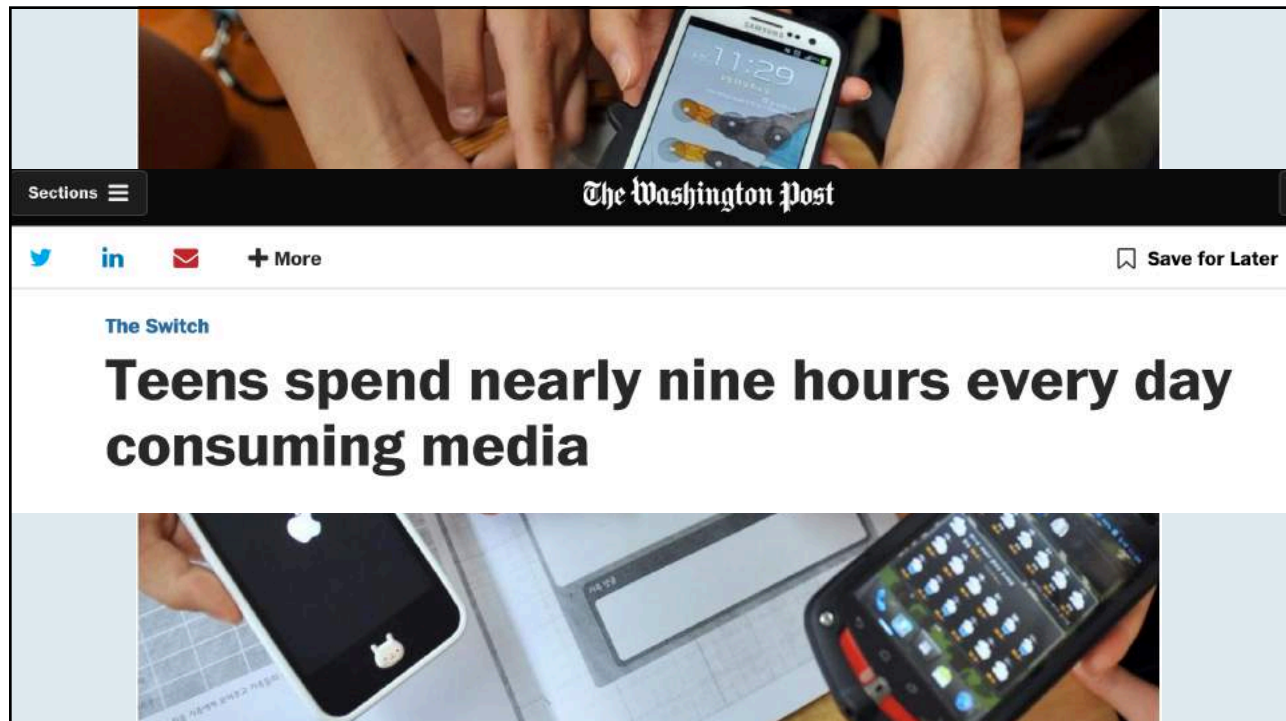 SAMSUNG
11:29
Sections
The Washington Post
+ More
Save for Later
The Switch
Teens spend nearly nine hours every day
consuming media